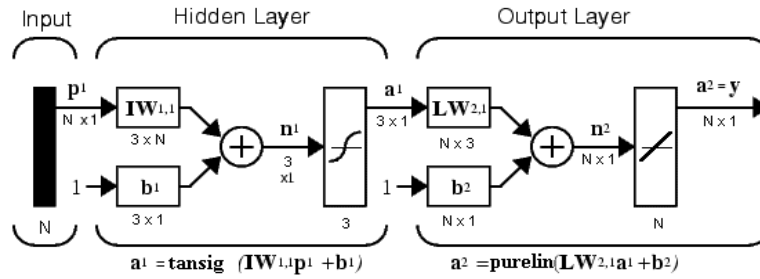 Input
Hidden Layer
Output Layer
p¹
N x1
IW1,1
3 x N
1
b¹
3 x 1
n¹
3
x1
a¹
3 x 1
LW2,1
N x 3
1
b²
N x 1
n²
N x 1
a² = y
N x 1
N
3
N
a¹ = tansig (IW1,1p¹ +b¹)
a² =purelin(LW2,1a¹ +b²)